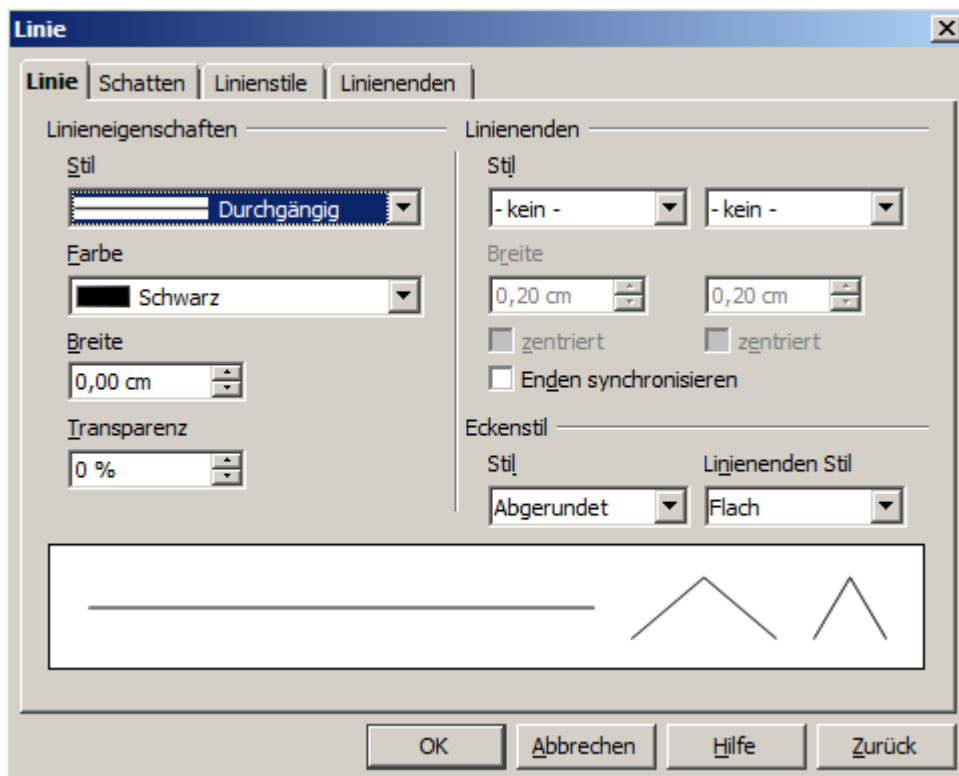 Linie
Linie Schatten Linienstile Linienenden
Linieneigenschaften
Stil
Durchgängig
Farbe
Schwarz
Breite
0,00 cm
Transparenz
0 %
Linienenden
Stil
- kein - - kein -
Breite
0,20 cm 0,20 cm
zentriert zentriert
Enden synchronisieren
Eckenstil
Stil Linienenden Stil
Abgerundet Flach
OK Abbrechen Hilfe Zurück